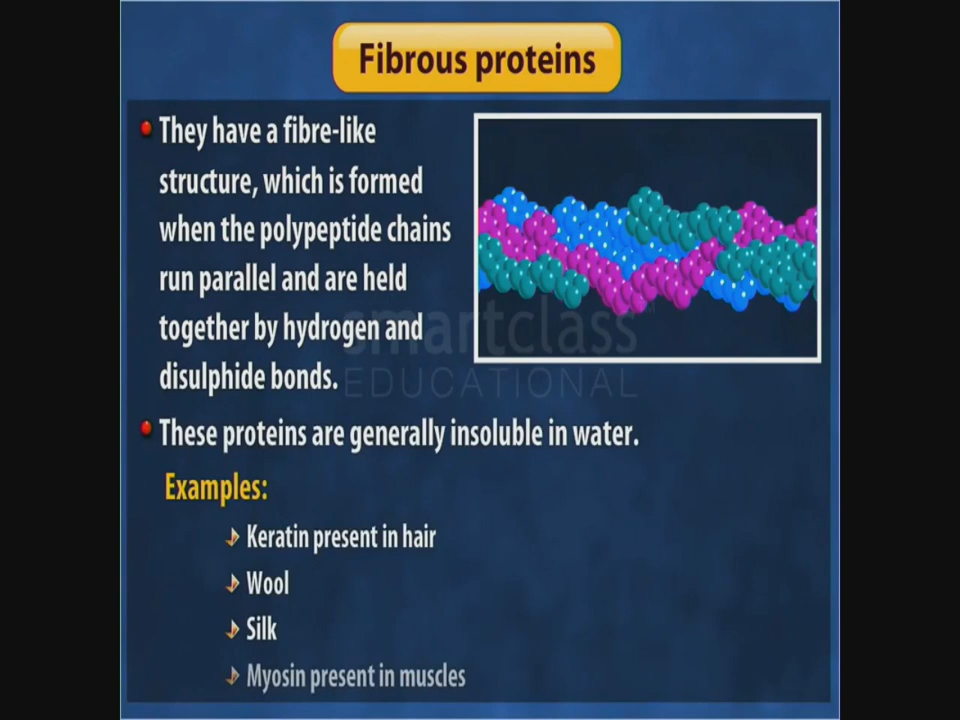 Fibrous proteins
They have a fibre-like
structure, which is formed
when the polypeptide chains
run parallel and are held
together by hydrogen and
disulphide bonds.
smartclass
EDUCATIONAL
These proteins are generally insoluble in water.
Examples:
Keratin present in hair
Wool
Silk
Myosin present in muscles